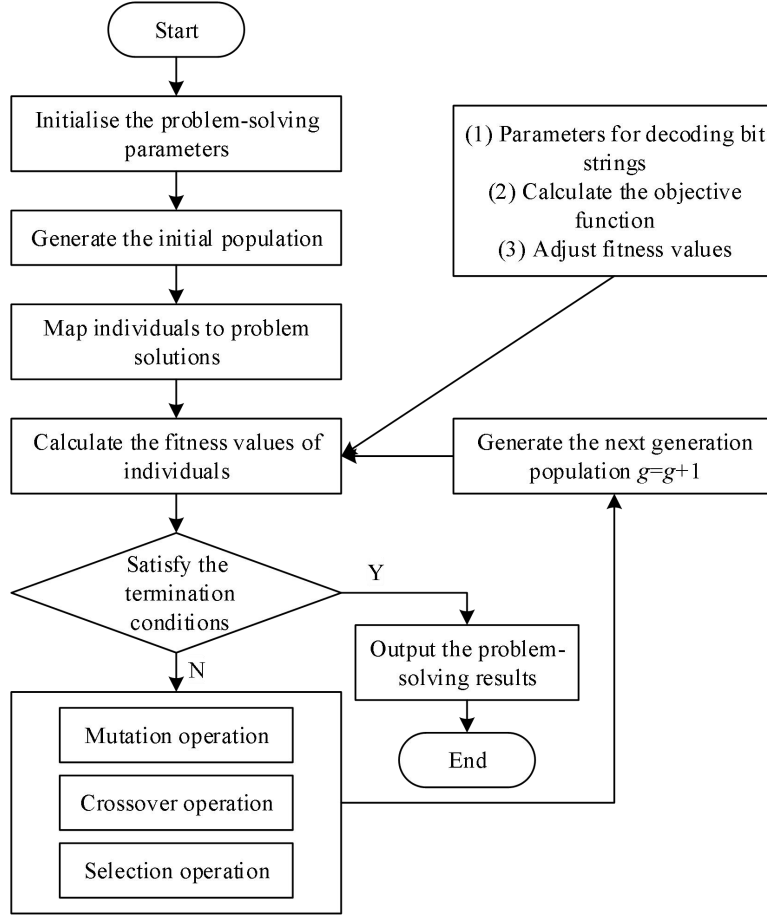 Start
Initialise the problem-solving
parameters
Generate the initial population
Map individuals to problem
solutions
Calculate the fitness values of
individuals
(1) Parameters for decoding bit
strings
(2) Calculate the objective
function
(3) Adjust fitness values
Generate the next generation
population g=g+1
Satisfy the
termination
conditions
Y
N
Output the problem-
solving results
End
Mutation operation
Crossover operation
Selection operation